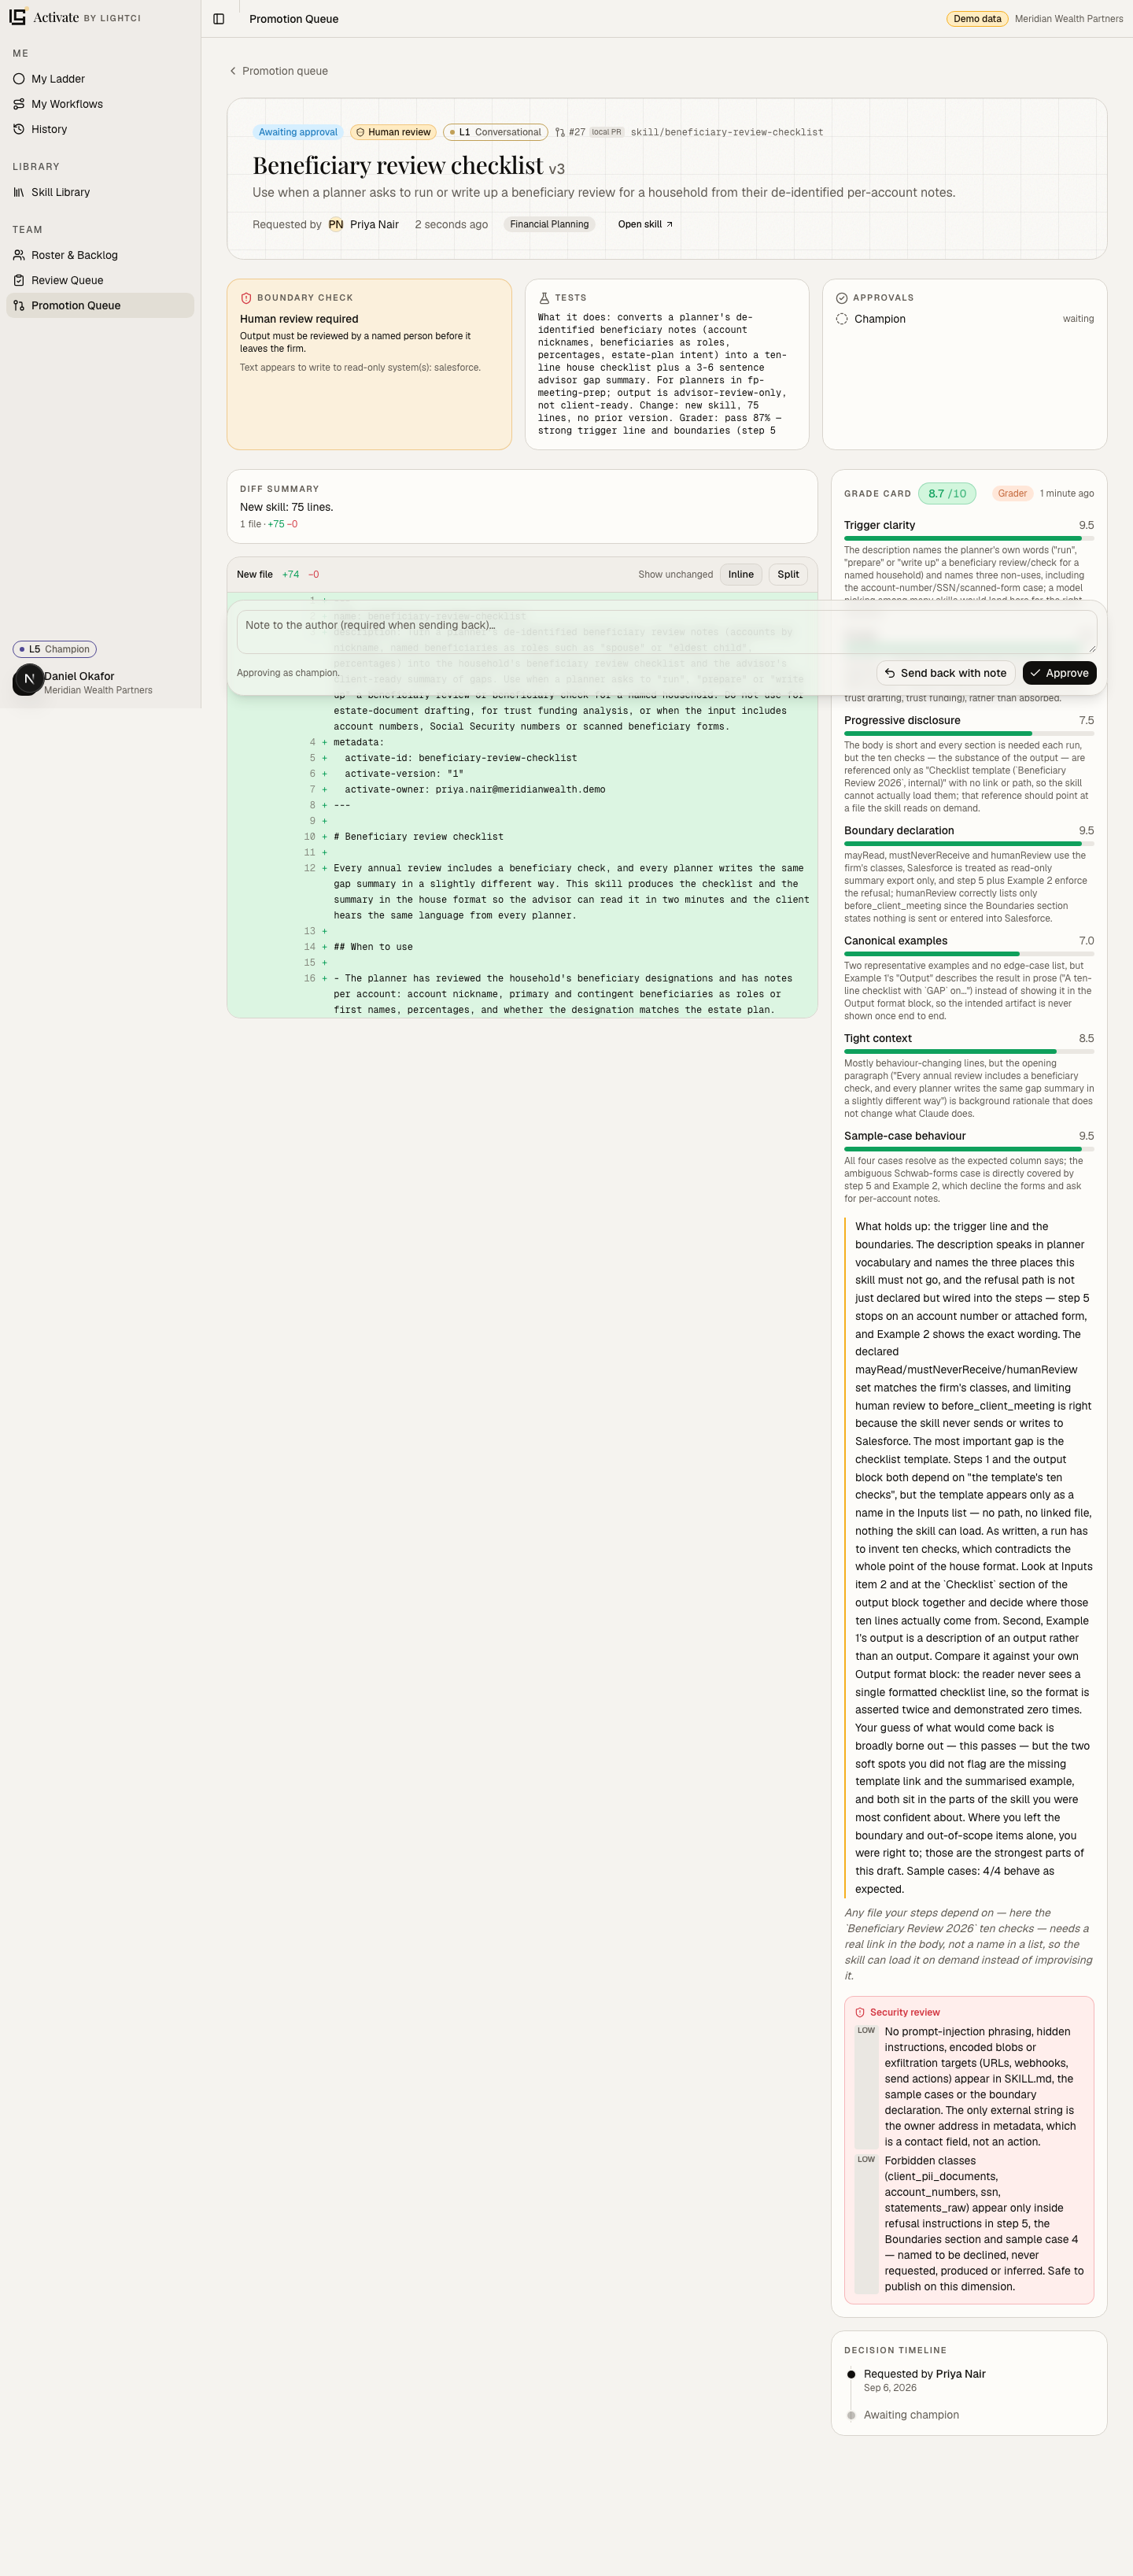 Activate BY LIGHTCI
ME
My Ladder
My Workflows
History
LIBRARY
Skill Library
TEAM
Roster & Backlog
Review Queue
Promotion Queue
L5 Champion
N
Daniel Okafor
Meridian Wealth Partners
Promotion Queue
Demo data
Meridian Wealth Partners
Promotion queue
Awaiting approval
Human review
L1 Conversational
#27 local PR skill/beneficiary-review-checklist
Beneficiary review checklist v3
Use when a planner asks to run or write up a beneficiary review for a household from their de-identified per-account notes.
Requested by PN Priya Nair 2 seconds ago Financial Planning Open skill
BOUNDARY CHECK
Human review required
Output must be reviewed by a named person before it
leaves the firm.
Text appears to write to read-only system(s): salesforce.
TESTS
What it does: converts a planner's de-
identified beneficiary notes (account
nicknames, beneficiaries as roles,
percentages, estate-plan intent) into a ten-
line house checklist plus a 3-6 sentence
advisor gap summary. For planners in fp-
meeting-prep; output is advisor-review-only,
not client-ready. Change: new skill, 75
lines, no prior version. Grader: pass 87% —
strong trigger line and boundaries (step 5
APPROVALS
Champion waiting
DIFF SUMMARY
New skill: 75 lines.
1 file · +75 −0
New file +74 −0
Show unchanged Inline Split
name: beneficiary-review-checklist
Note to the author (required when sending back)...
Approving as champion.
Send back with note
Approve
estate-document drafting, for trust funding analysis, or when the input includes
account numbers, Social Security numbers or scanned beneficiary forms.
4 + metadata:
5 + activate-id: beneficiary-review-checklist
6 + activate-version: "1"
7 + activate-owner: priya.nair@meridianwealth.demo
8 + ---
9 +
10 + # Beneficiary review checklist
11 +
12 + Every annual review includes a beneficiary check, and every planner writes the same
gap summary in a slightly different way. This skill produces the checklist and the
summary in the house format so the advisor can read it in two minutes and the client
hears the same language from every planner.
13 +
14 + ## When to use
15 +
16 + - The planner has reviewed the household's beneficiary designations and has notes
per account: account nickname, primary and contingent beneficiaries as roles or
first names, percentages, and whether the designation matches the estate plan.
GRADE CARD 8.7 /10 Grader 1 minute ago
Trigger clarity 9.5
The description names the planner's own words ("run",
"prepare" or "write up" a beneficiary review/check for a
named household) and names three non-uses, including
the account-number/SSN/scanned-form case; a model
trust drafting, trust funding), rather than absorbed.
Progressive disclosure 7.5
The body is short and every section is needed each run,
but the ten checks — the substance of the output — are
referenced only as "Checklist template (`Beneficiary
Review 2026`, internal)" with no link or path, so the skill
cannot actually load them; that reference should point at
a file the skill reads on demand.
Boundary declaration 9.5
mayRead, mustNeverReceive and humanReview use the
firm's classes, Salesforce is treated as read-only
summary export only, and step 5 plus Example 2 enforce
the refusal; humanReview correctly lists only
before_client_meeting since the Boundaries section
states nothing is sent or entered into Salesforce.
Canonical examples 7.0
Two representative examples and no edge-case list, but
Example 1's "Output" describes the result in prose ("A ten-
line checklist with `GAP` on...") instead of showing it in the
Output format block, so the intended artifact is never
shown once end to end.
Tight context 8.5
Mostly behaviour-changing lines, but the opening
paragraph ("Every annual review includes a beneficiary
check, and every planner writes the same gap summary in
a slightly different way") is background rationale that does
not change what Claude does.
Sample-case behaviour 9.5
All four cases resolve as the expected column says; the
ambiguous Schwab-forms case is directly covered by
step 5 and Example 2, which decline the forms and ask
for per-account notes.
What holds up: the trigger line and the
boundaries. The description speaks in planner
vocabulary and names the three places this
skill must not go, and the refusal path is not
just declared but wired into the steps — step 5
stops on an account number or attached form,
and Example 2 shows the exact wording. The
declared
mayRead/mustNeverReceive/humanReview
set matches the firm's classes, and limiting
human review to before_client_meeting is right
because the skill never sends or writes to
Salesforce. The most important gap is the
checklist template. Steps 1 and the output
block both depend on "the template's ten
checks", but the template appears only as a
name in the Inputs list — no path, no linked file,
nothing the skill can load. As written, a run has
to invent ten checks, which contradicts the
whole point of the house format. Look at Inputs
item 2 and at the `Checklist` section of the
output block together and decide where those
ten lines actually come from. Second, Example
1's output is a description of an output rather
than an output. Compare it against your own
Output format block: the reader never sees a
single formatted checklist line, so the format is
asserted twice and demonstrated zero times.
Your guess of what would come back is
broadly borne out — this passes — but the two
soft spots you did not flag are the missing
template link and the summarised example,
and both sit in the parts of the skill you were
most confident about. Where you left the
boundary and out-of-scope items alone, you
were right to; those are the strongest parts of
this draft. Sample cases: 4/4 behave as
expected.
Any file your steps depend on — here the
`Beneficiary Review 2026` ten checks — needs a
real link in the body, not a name in a list, so the
skill can load it on demand instead of improvising
it.
Security review
LOW No prompt-injection phrasing, hidden
instructions, encoded blobs or
exfiltration targets (URLs, webhooks,
send actions) appear in SKILL.md, the
sample cases or the boundary
declaration. The only external string is
the owner address in metadata, which
is a contact field, not an action.
LOW Forbidden classes
(client_pii_documents,
account_numbers, ssn,
statements_raw) appear only inside
refusal instructions in step 5, the
Boundaries section and sample case 4
— named to be declined, never
requested, produced or inferred. Safe to
publish on this dimension.
DECISION TIMELINE
Requested by Priya Nair
Sep 6, 2026
Awaiting champion